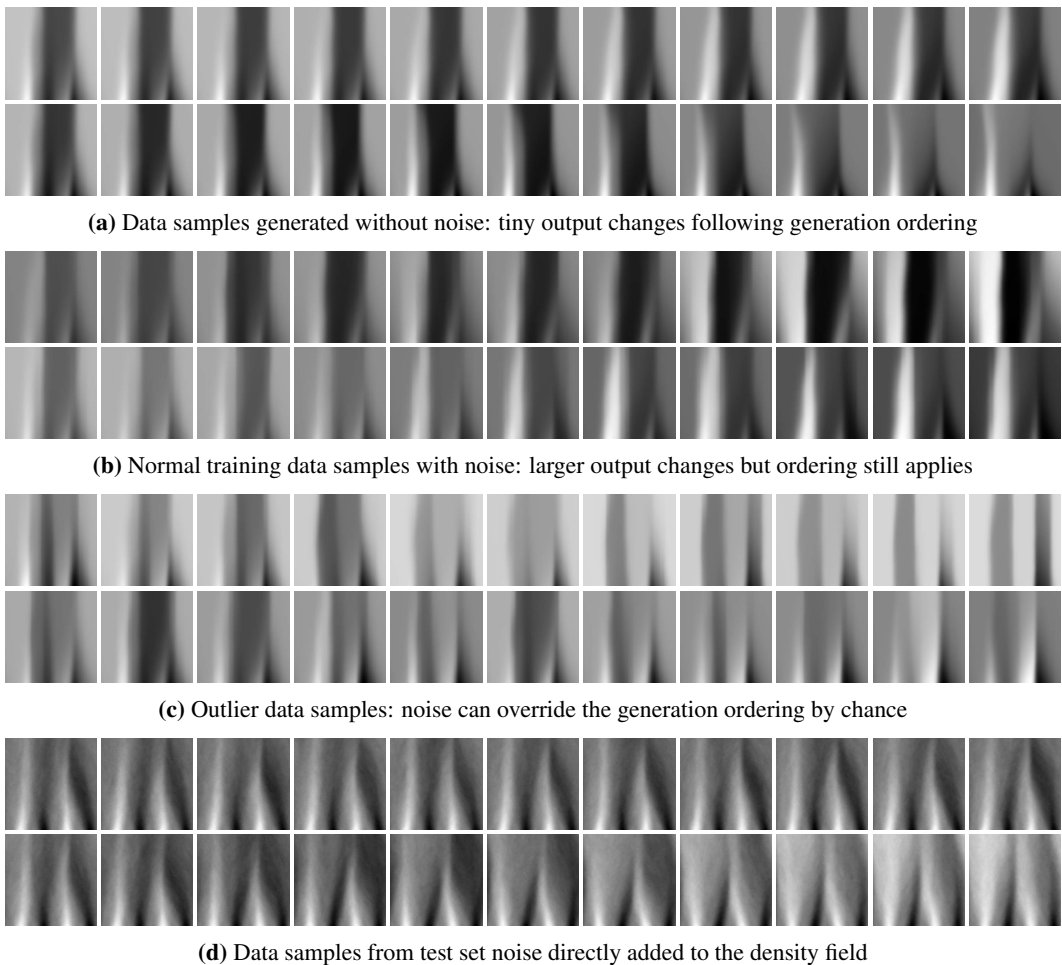 (a) Data samples generated without noise: tiny output changes following generation ordering
(b) Normal training data samples with noise: larger output changes but ordering still applies
(c) Outlier data samples: noise can override the generation ordering by chance
(d) Data samples from test set noise directly added to the density field